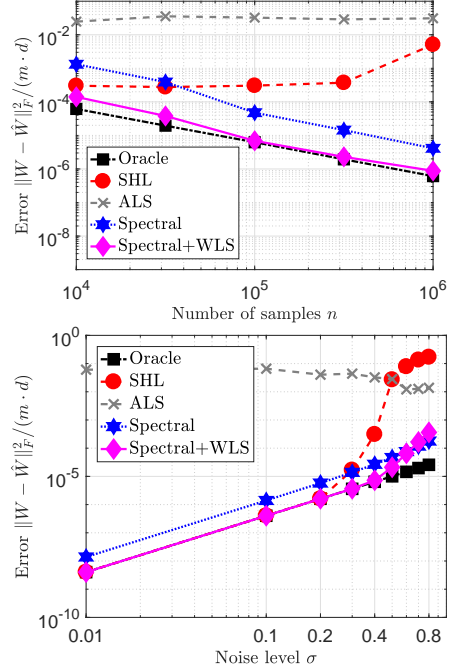 Error ‖W − Ŵ‖²_F/(m · d)
10^-2
10^-4
10^-6
10^-8
Oracle
SHL
ALS
Spectral
Spectral+WLS
10^4 10^5 10^6
Number of samples n
Error ‖W − Ŵ‖²_F/(m · d)
10^0
10^-5
10^-10
Oracle
SHL
ALS
Spectral
Spectral+WLS
0.01 0.1 0.2 0.4 0.8
Noise level σ